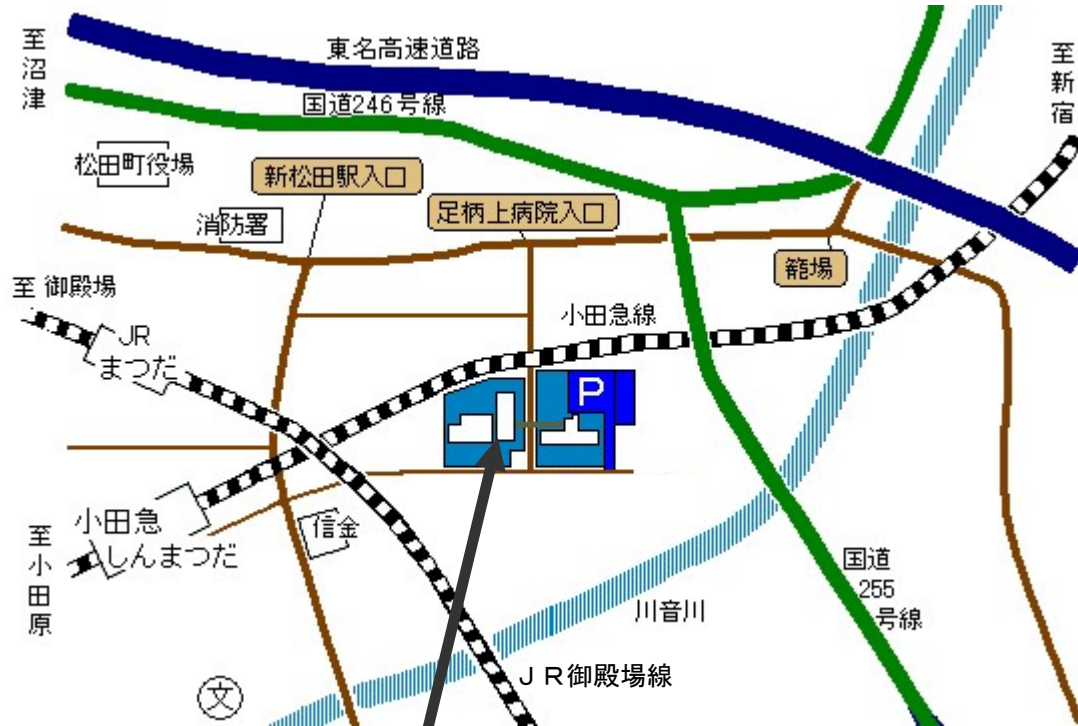 至沼津
東名高速道路
至新宿
国道246号線
松田町役場
新松田駅入口
足柄上病院入口
消防署
籠場
至 御殿場
小田急線
JR
まつだ
P
小田急
しんまつだ
至小田原
信金
国道
255
号線
川音川
JR御殿場線
文